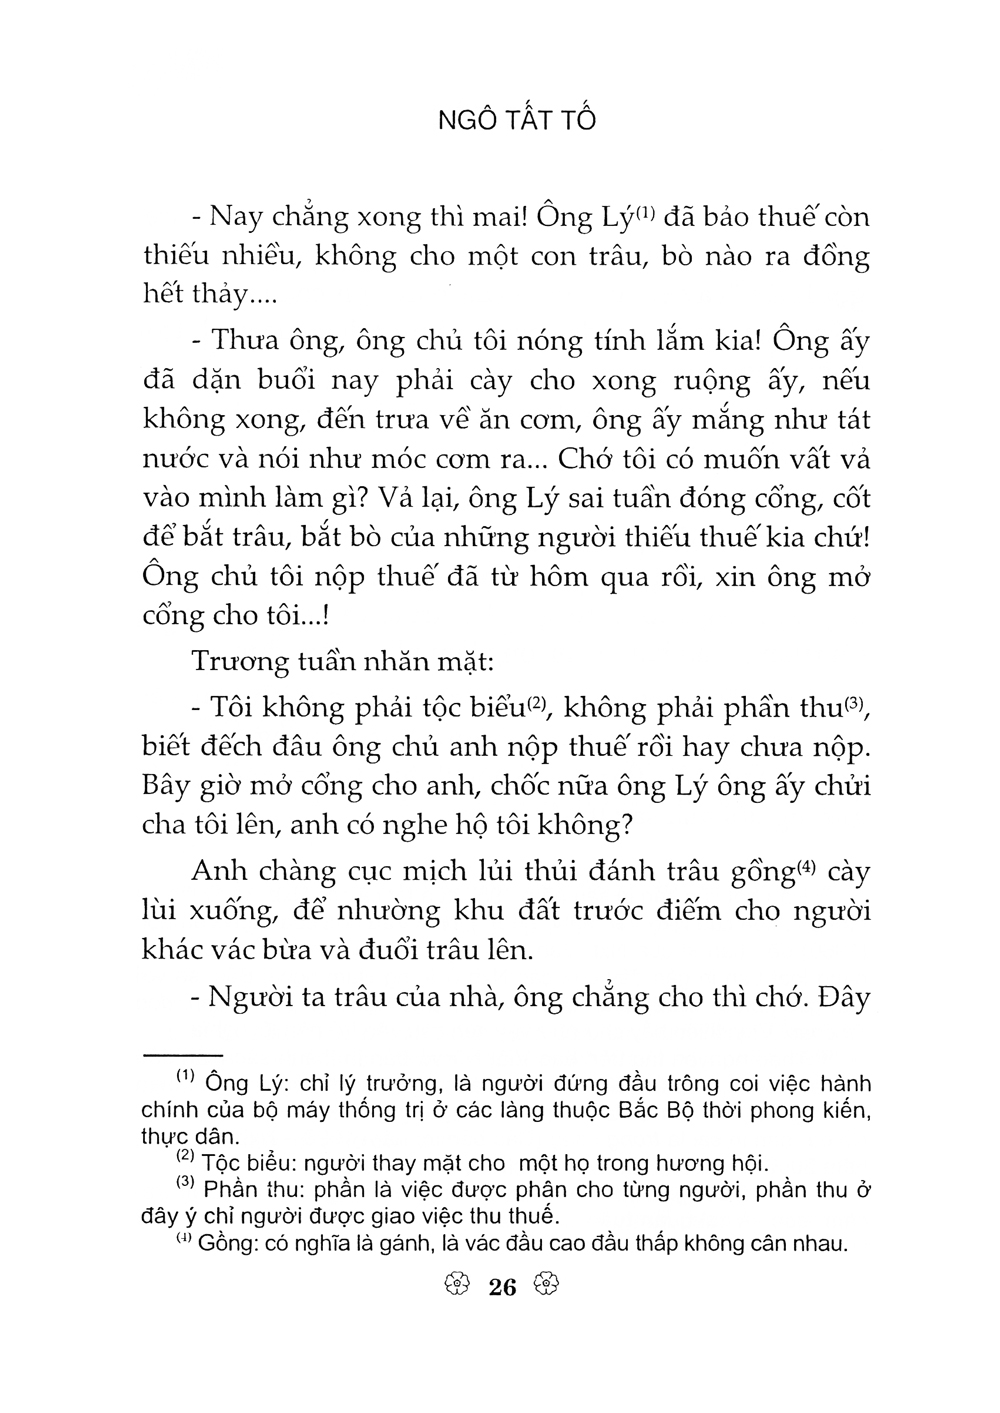 NGÔ TẤT TỐ
- Nay chẳng xong thì mai! Ông Lý(1) đã bảo thuế còn
thiếu nhiều, không cho một con trâu, bò nào ra đồng
hết thảy....
- Thưa ông, ông chủ tôi nóng tính lắm kia! Ông ấy
đã dặn buổi nay phải cày cho xong ruộng ấy, nếu
không xong, đến trưa về ăn cơm, ông ấy mắng như tát
nước và nói như móc cơm ra... Chớ tôi có muốn vất vả
vào mình làm gì? Vả lại, ông Lý sai tuần đóng cổng, cốt
để bắt trâu, bắt bò của những người thiếu thuế kia chứ!
Ông chủ tôi nộp thuế đã từ hôm qua rồi, xin ông mở
cổng cho tôi...!
Trương tuần nhăn mặt:
- Tôi không phải tộc biểu(2), không phải phần thu(3),
biết đếch đâu ông chủ anh nộp thuế rồi hay chưa nộp.
Bây giờ mở cổng cho anh, chốc nữa ông Lý ông ấy chửi
cha tôi lên, anh có nghe hộ tôi không?
Anh chàng cục mịch lủi thủi đánh trâu gồng(4) cày
lùi xuống, để nhường khu đất trước điếm cho người
khác vác bừa và đuổi trâu lên.
- Người ta trâu của nhà, ông chẳng cho thì chớ. Đây
(1) Ông Lý: chỉ lý trưởng, là người đứng đầu trông coi việc hành
chính của bộ máy thống trị ở các làng thuộc Bắc Bộ thời phong kiến,
thực dân.
(2) Tộc biểu: người thay mặt cho một họ trong hương hội.
(3) Phần thu: phần là việc được phân cho từng người, phần thu ở
đây ý chỉ người được giao việc thu thuế.
(4) Gồng: có nghĩa là gánh, là vác đầu cao đầu thấp không cân nhau.
26